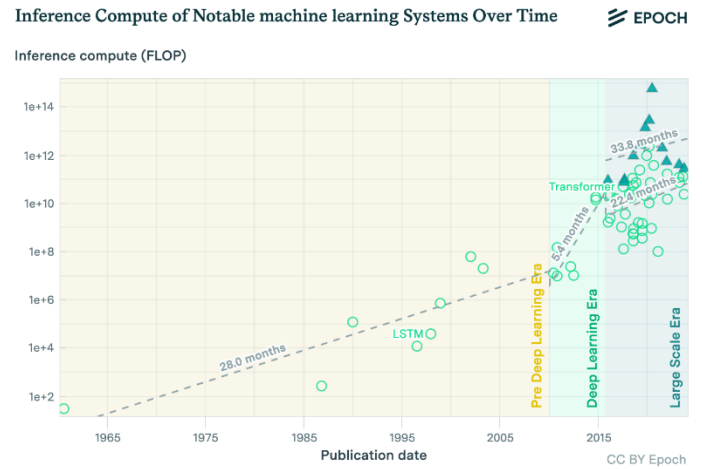 Inference Compute of Notable machine learning Systems Over Time
EPOCH
Inference compute (FLOP)
1e+14
1e+12
1e+10
1e+8
1e+6
1e+4
1e+2
33.8 months
Transformer
22.4 months
5.4 months
LSTM
28.0 months
Pre Deep Learning Era
Deep Learning Era
Large Scale Era
1965
1975
1985
1995
2005
2015
Publication date
CC BY Epoch